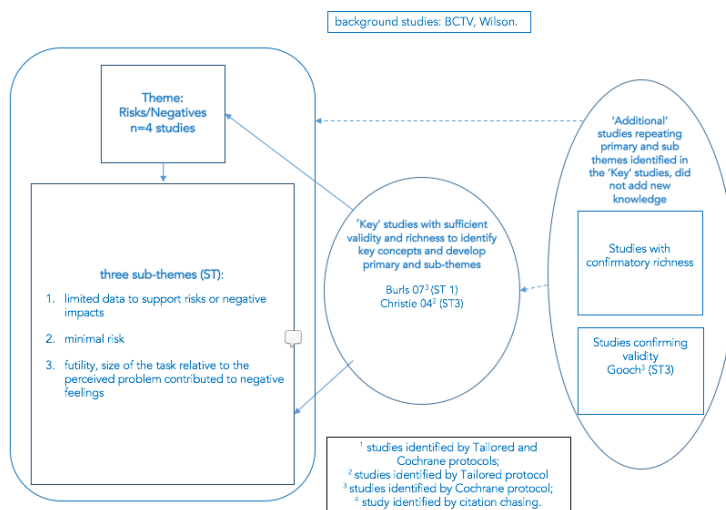 background studies: BCTV, Wilson.
Theme:
Risks/Negatives
n=4 studies
three sub-themes (ST):
1. limited data to support risks or negative
impacts
2. minimal risk
3. futility, size of the task relative to the
perceived problem contributed to negative
feelings
'Key' studies with sufficient
validity and richness to identify
key concepts and develop
primary and sub-themes
Burls 07³ (ST 1)
Christie 04² (ST3)
'Additional'
studies repeating
primary and sub
themes identified in
the 'Key' studies, did
not add new
knowledge
Studies with
confirmatory richness
Studies confirming
validity
Gooch³ (ST3)
¹ studies identified by Tailored and
Cochrane protocols;
² studies identified by Tailored protocol
³ studies identified by Cochrane protocol;
⁴ study identified by citation chasing.